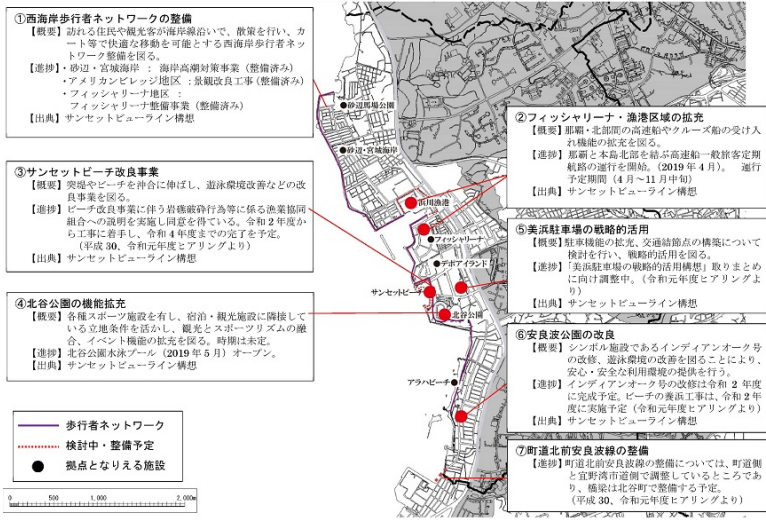 ①西海岸歩行者ネットワークの整備
【概要】訪れる住民や観光客が海岸線沿いで、散策を行い、カ
ート等で快適な移動を可能とする西海岸歩行者ネット
ワーク整備を図る。
【進捗】・砂辺・宮城海岸 : 海岸高潮対策事業（整備済み）
・アメリカンビレッジ地区 : 景観改良工事（整備済み）
・フィッシャリーナ地区 :
フィッシャリーナ整備事業（整備済み）
【出典】サンセットビューライン構想
③サンセットビーチ改良事業
【概要】突堤やビーチを沖合に伸ばし、遊泳環境改善などの改
良事業を図る。
【進捗】ビーチ改良事業に伴う岩礁破砕行為等に係る漁業協同
組合への説明を実施し同意を得ている。令和2年度か
ら工事に着手し、令和4年度までの完了を予定。
（平成30、令和元年度ヒアリングより）
【出典】サンセットビューライン構想
④北谷公園の機能拡充
【概要】各種スポーツ施設を有し、宿泊・観光施設に隣接して
いる立地条件を活かし、観光とスポーツリズムの融
合、イベント機能の拡充を図る。時期は未定。
【進捗】北谷公園水泳プール（2019年5月）オープン。
【出典】サンセットビューライン構想
歩行者ネットワーク
検討中・整備予定
拠点となりえる施設
0 500 1,000 2,000m
砂辺馬場公園
砂辺・宮城海岸
浜川漁港
フィッシャリーナ
デポアイランド
サンセットビーチ
北谷公園
アラハビーチ
②フィッシャリーナ・漁港区域の拡充
【概要】那覇・北部間の高速船やクルーズ船の受け入
れ機能の拡充を図る。
【進捗】那覇と本島北部を結ぶ高速船一般旅客定期
航路の運行を開始。（2019年4月）。 運行
予定期間（4月～11月中旬）
【出典】サンセットビューライン構想
⑤美浜駐車場の戦略的活用
【概要】駐車機能の拡充、交通結節点の構築について
検討を行い、戦略的活用を図る。
【進捗】「美浜駐車場の戦略的活用構想」取りまとめ
に向け調整中。（令和元年度ヒアリングよ
り）
【出典】サンセットビューライン構想
⑥安良波公園の改良
【概要】シンボル施設であるインディアンオーク号
の改修、遊泳環境の改善を図ることにより、
安心・安全な利用環境の提供を行う。
【進捗】インディアンオーク号の改修は令和 2 年度
に完成予定。ビーチの養浜工事は、令和2年
度に実施予定（令和元年度ヒアリングより）
【出典】サンセットビューライン構想
⑦町道北前安良波線の整備
【進捗】町道北前安良波線の整備については、町道側
と宜野湾市道側で調整しているところであ
り、橋梁は北谷町で整備する予定。
（平成30、令和元年度ヒアリングより）